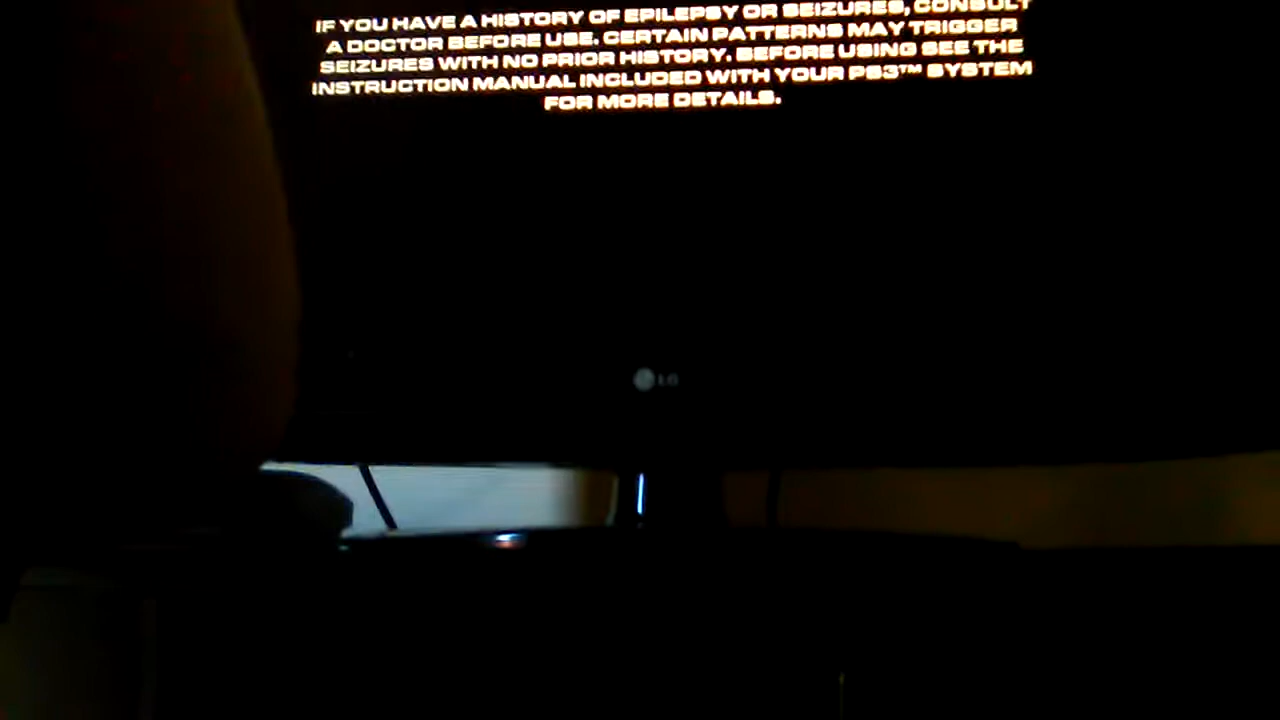 IF YOU HAVE A HISTORY OF EPILEPSY OR SEIZURES, CONSULT
A DOCTOR BEFORE USE. CERTAIN PATTERNS MAY TRIGGER
SEIZURES WITH NO PRIOR HISTORY. BEFORE USING SEE THE
INSTRUCTION MANUAL INCLUDED WITH YOUR PS3™ SYSTEM
FOR MORE DETAILS.
LG